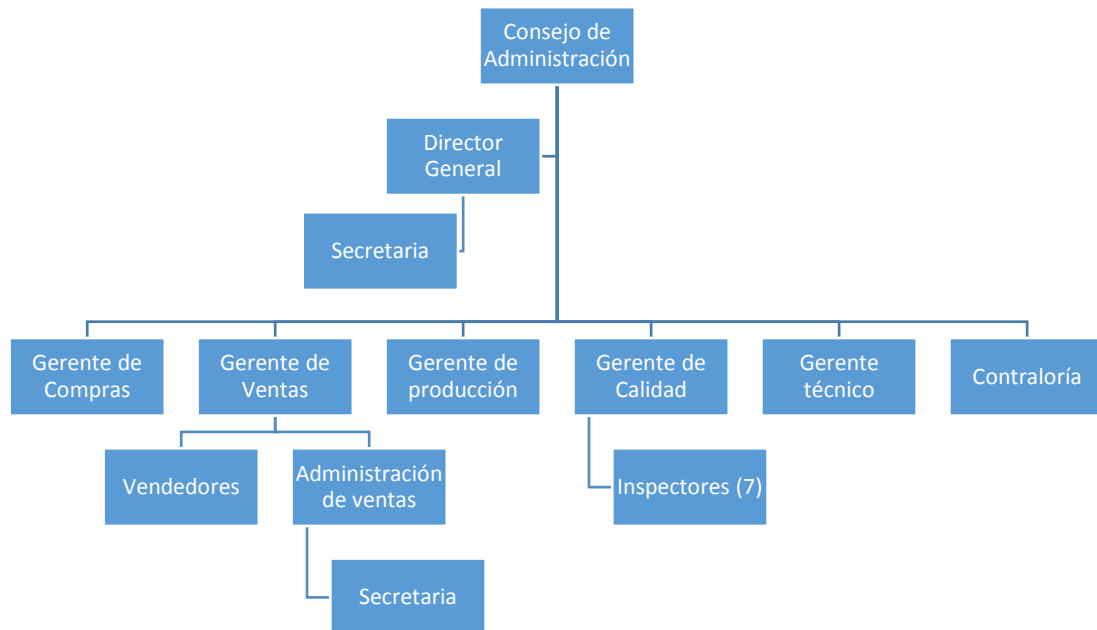 Consejo de
Administración
Director
General
Secretaria
Gerente de
Compras
Gerente de
Ventas
Gerente de
producción
Gerente de
Calidad
Gerente
técnico
Contraloría
Vendedores
Administración
de ventas
Inspectores (7)
Secretaria